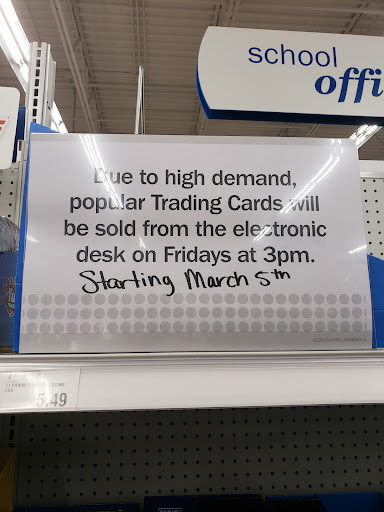 school
offi
Due to high demand,
popular Trading Cards will
be sold from the electronic
desk on Fridays at 3pm.
Starting March 5th
5.49